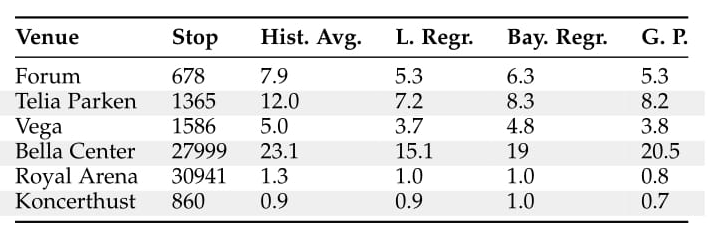 Venue Stop Hist. Avg. L. Regr. Bay. Regr. G. P.
Forum 678 7.9 5.3 6.3 5.3
Telia Parken 1365 12.0 7.2 8.3 8.2
Vega 1586 5.0 3.7 4.8 3.8
Bella Center 27999 23.1 15.1 19 20.5
Royal Arena 30941 1.3 1.0 1.0 0.8
Koncerthust 860 0.9 0.9 1.0 0.7